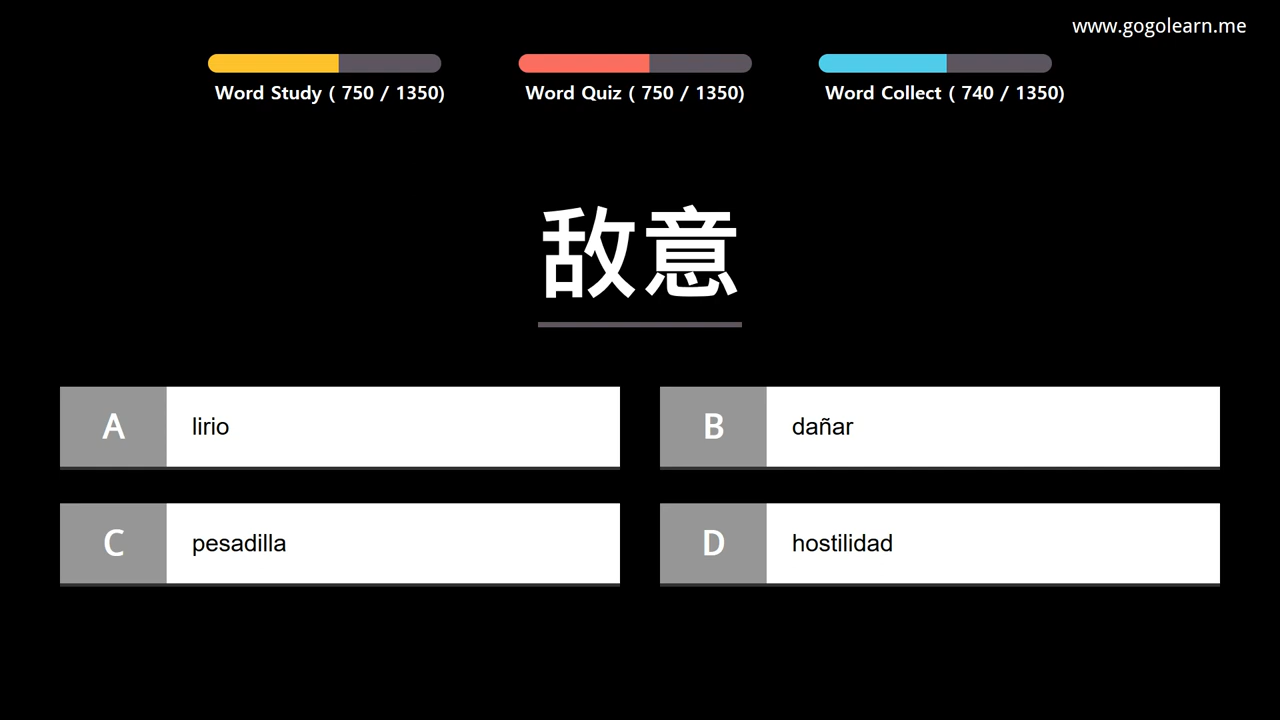 www.gogolearn.me
Word Study ( 750 / 1350)
Word Quiz ( 750 / 1350)
Word Collect ( 740 / 1350)
敌意
A lirio
B dañar
C pesadilla
D hostilidad